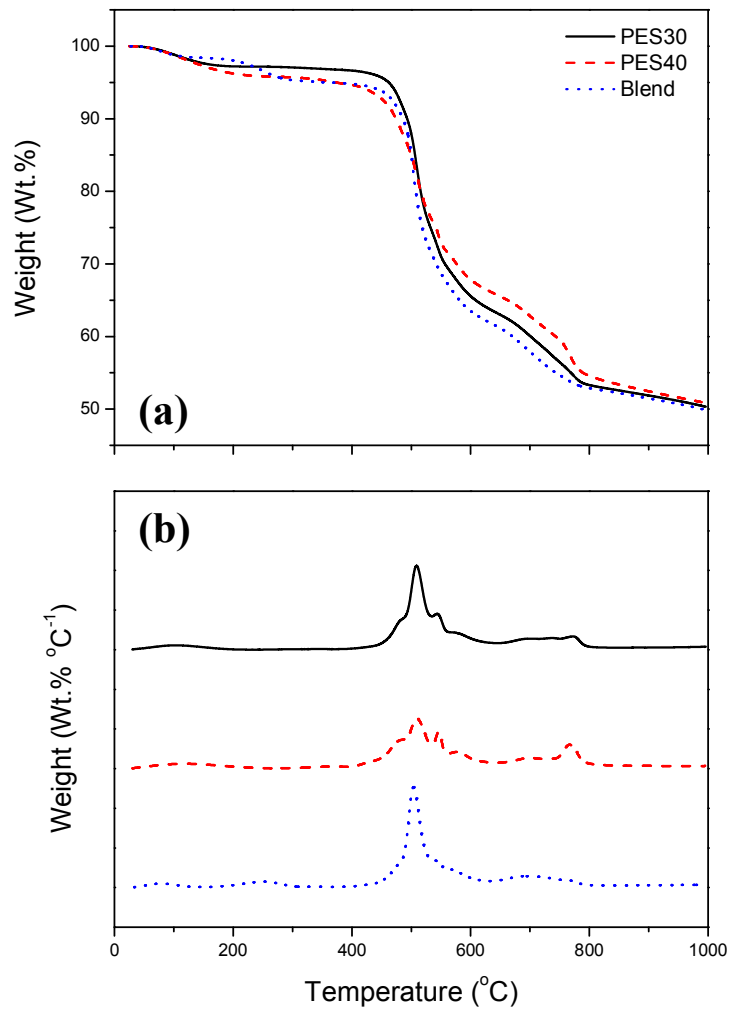 100
90
80
70
60
50
Weight (Wt.%)
PES30
PES40
Blend
(a)
(b)
Weight (Wt.% °C-1)
0
200
400
600
800
1000
Temperature (°C)